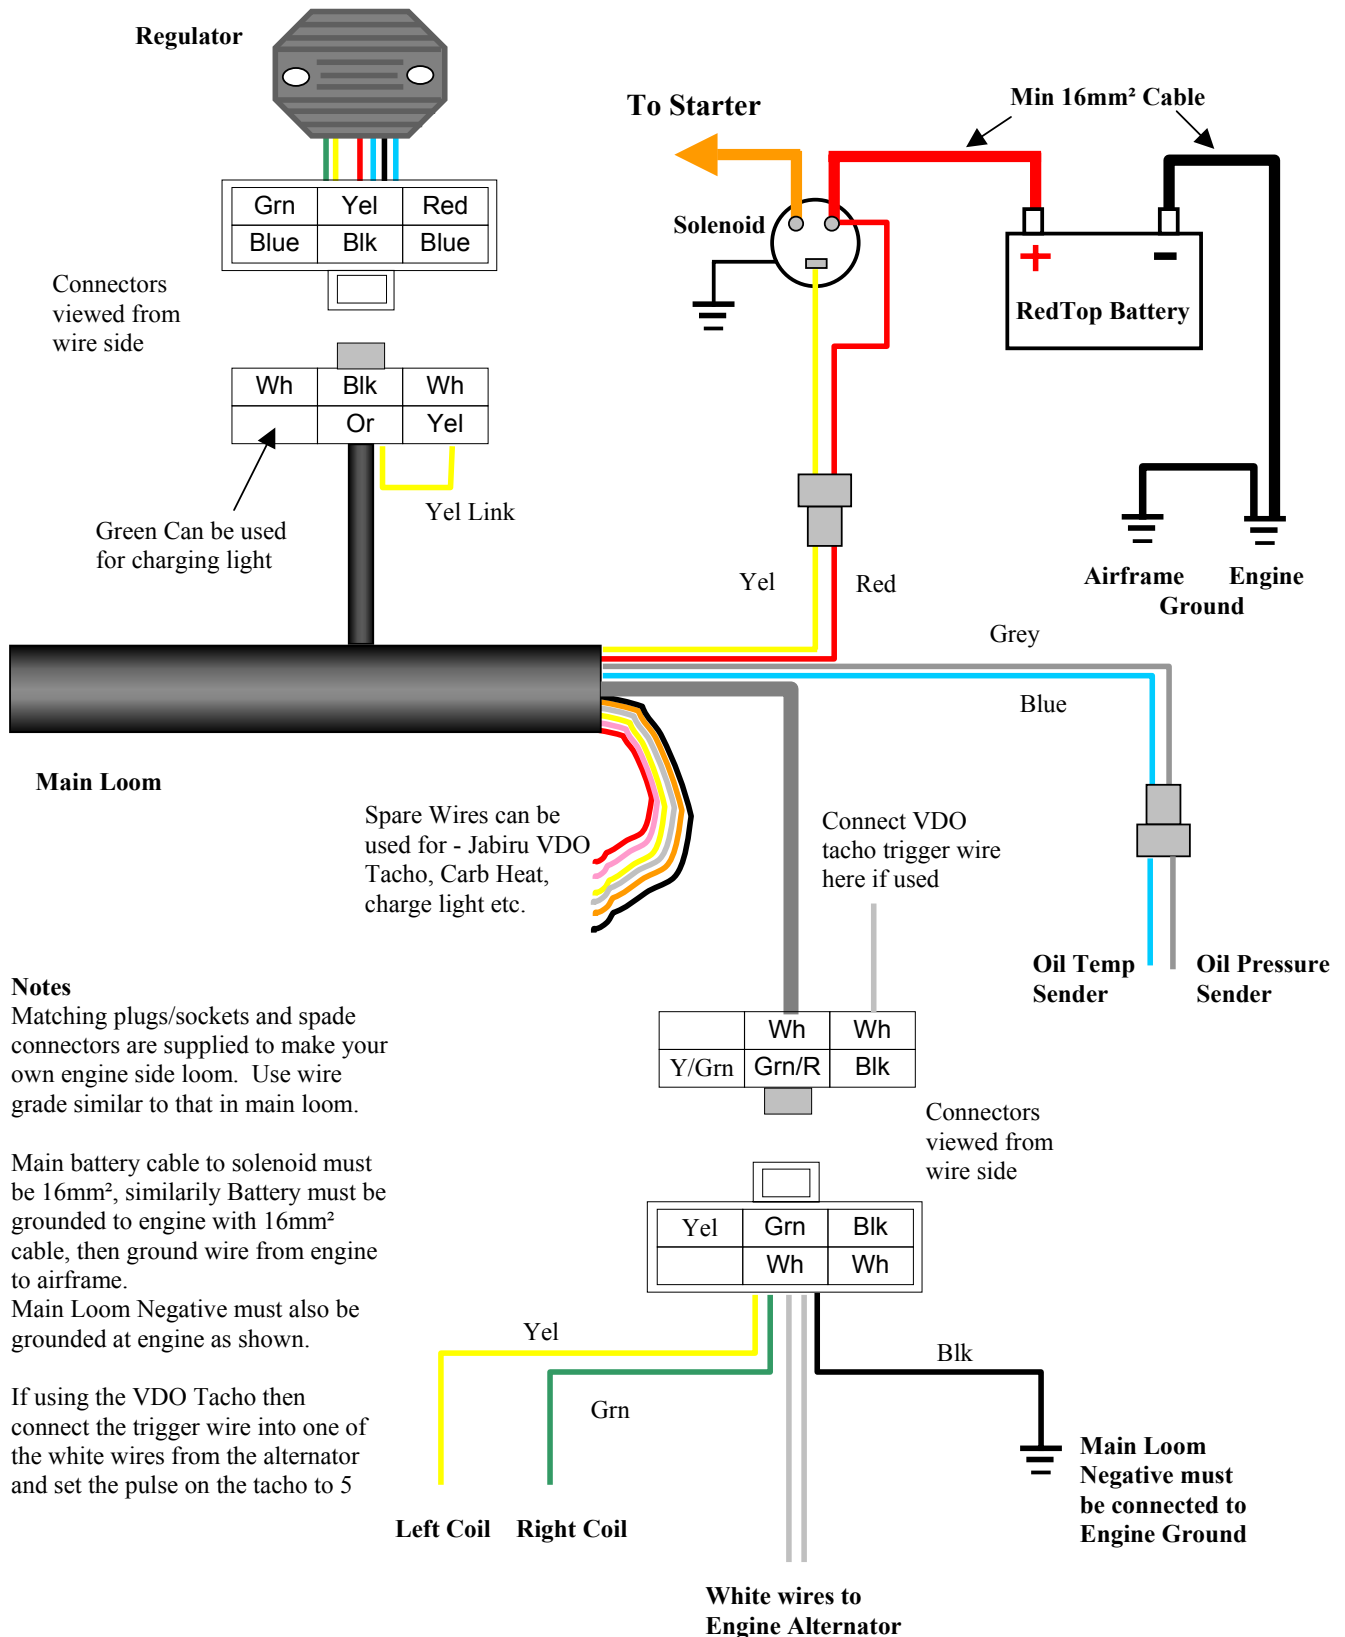 Regulator
Grn Yel Red
Blue Blk Blue
Connectors
viewed from
wire side
Wh Blk Wh
Or Yel
Yel Link
Green Can be used
for charging light
To Starter
Min 16mm² Cable
Solenoid
+ -
RedTop Battery
Yel
Red
Airframe Engine
Ground
Grey
Blue
Main Loom
Spare Wires can be
used for - Jabiru VDO
Tacho, Carb Heat,
charge light etc.
Connect VDO
tacho trigger wire
here if used
Oil Temp
Sender
Oil Pressure
Sender
Wh Wh
Y/Grn Grn/R Blk
Connectors
viewed from
wire side
Yel Grn Blk
Wh Wh
Yel
Grn
Blk
Left Coil Right Coil
Main Loom
Negative must
be connected to
Engine Ground
White wires to
Engine Alternator
Notes
Matching plugs/sockets and spade
connectors are supplied to make your
own engine side loom. Use wire
grade similar to that in main loom.
Main battery cable to solenoid must
be 16mm², similarily Battery must be
grounded to engine with 16mm²
cable, then ground wire from engine
to airframe.
Main Loom Negative must also be
grounded at engine as shown.
If using the VDO Tacho then
connect the trigger wire into one of
the white wires from the alternator
and set the pulse on the tacho to 5